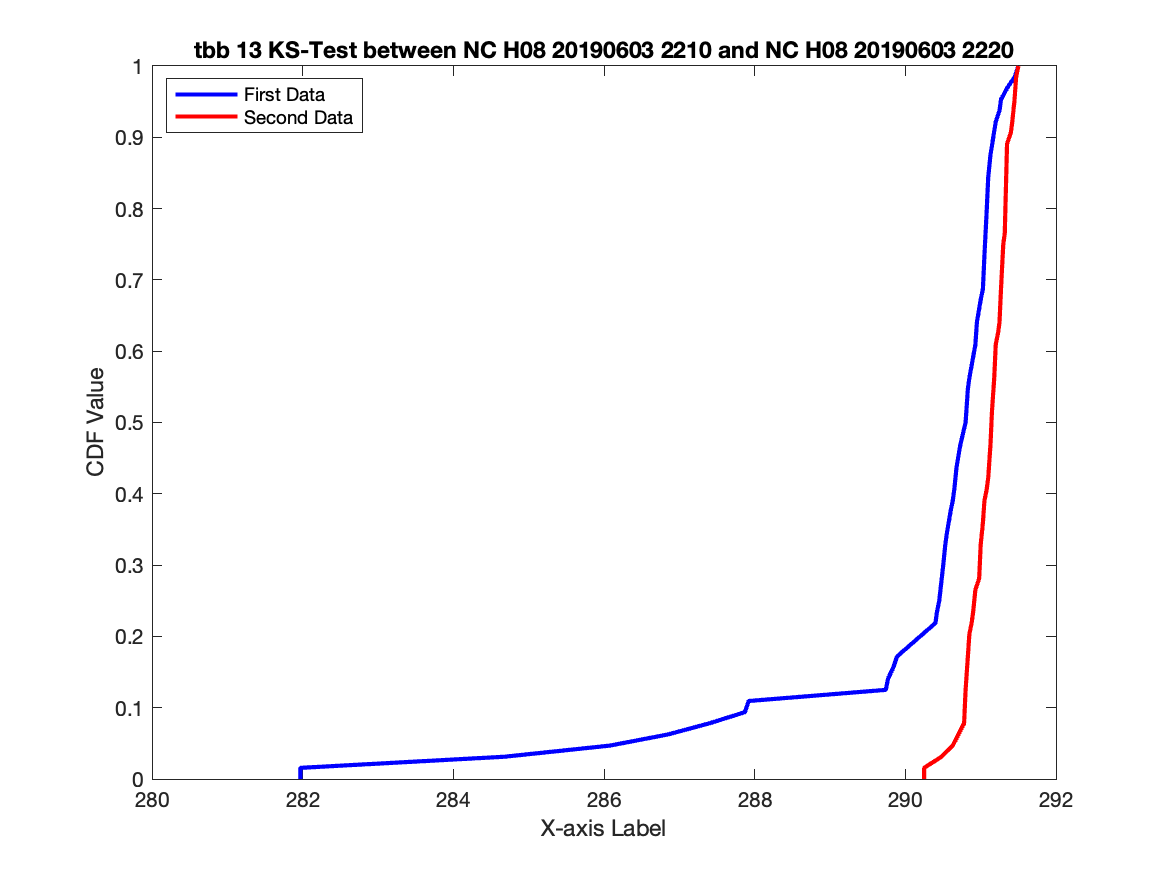 tbb 13 KS-Test between NC H08 20190603 2210 and NC H08 20190603 2220
First Data
Second Data
1
0.9
0.8
0.7
0.6
0.5
0.4
0.3
0.2
0.1
0
CDF Value
280 282 284 286 288 290 292
X-axis Label